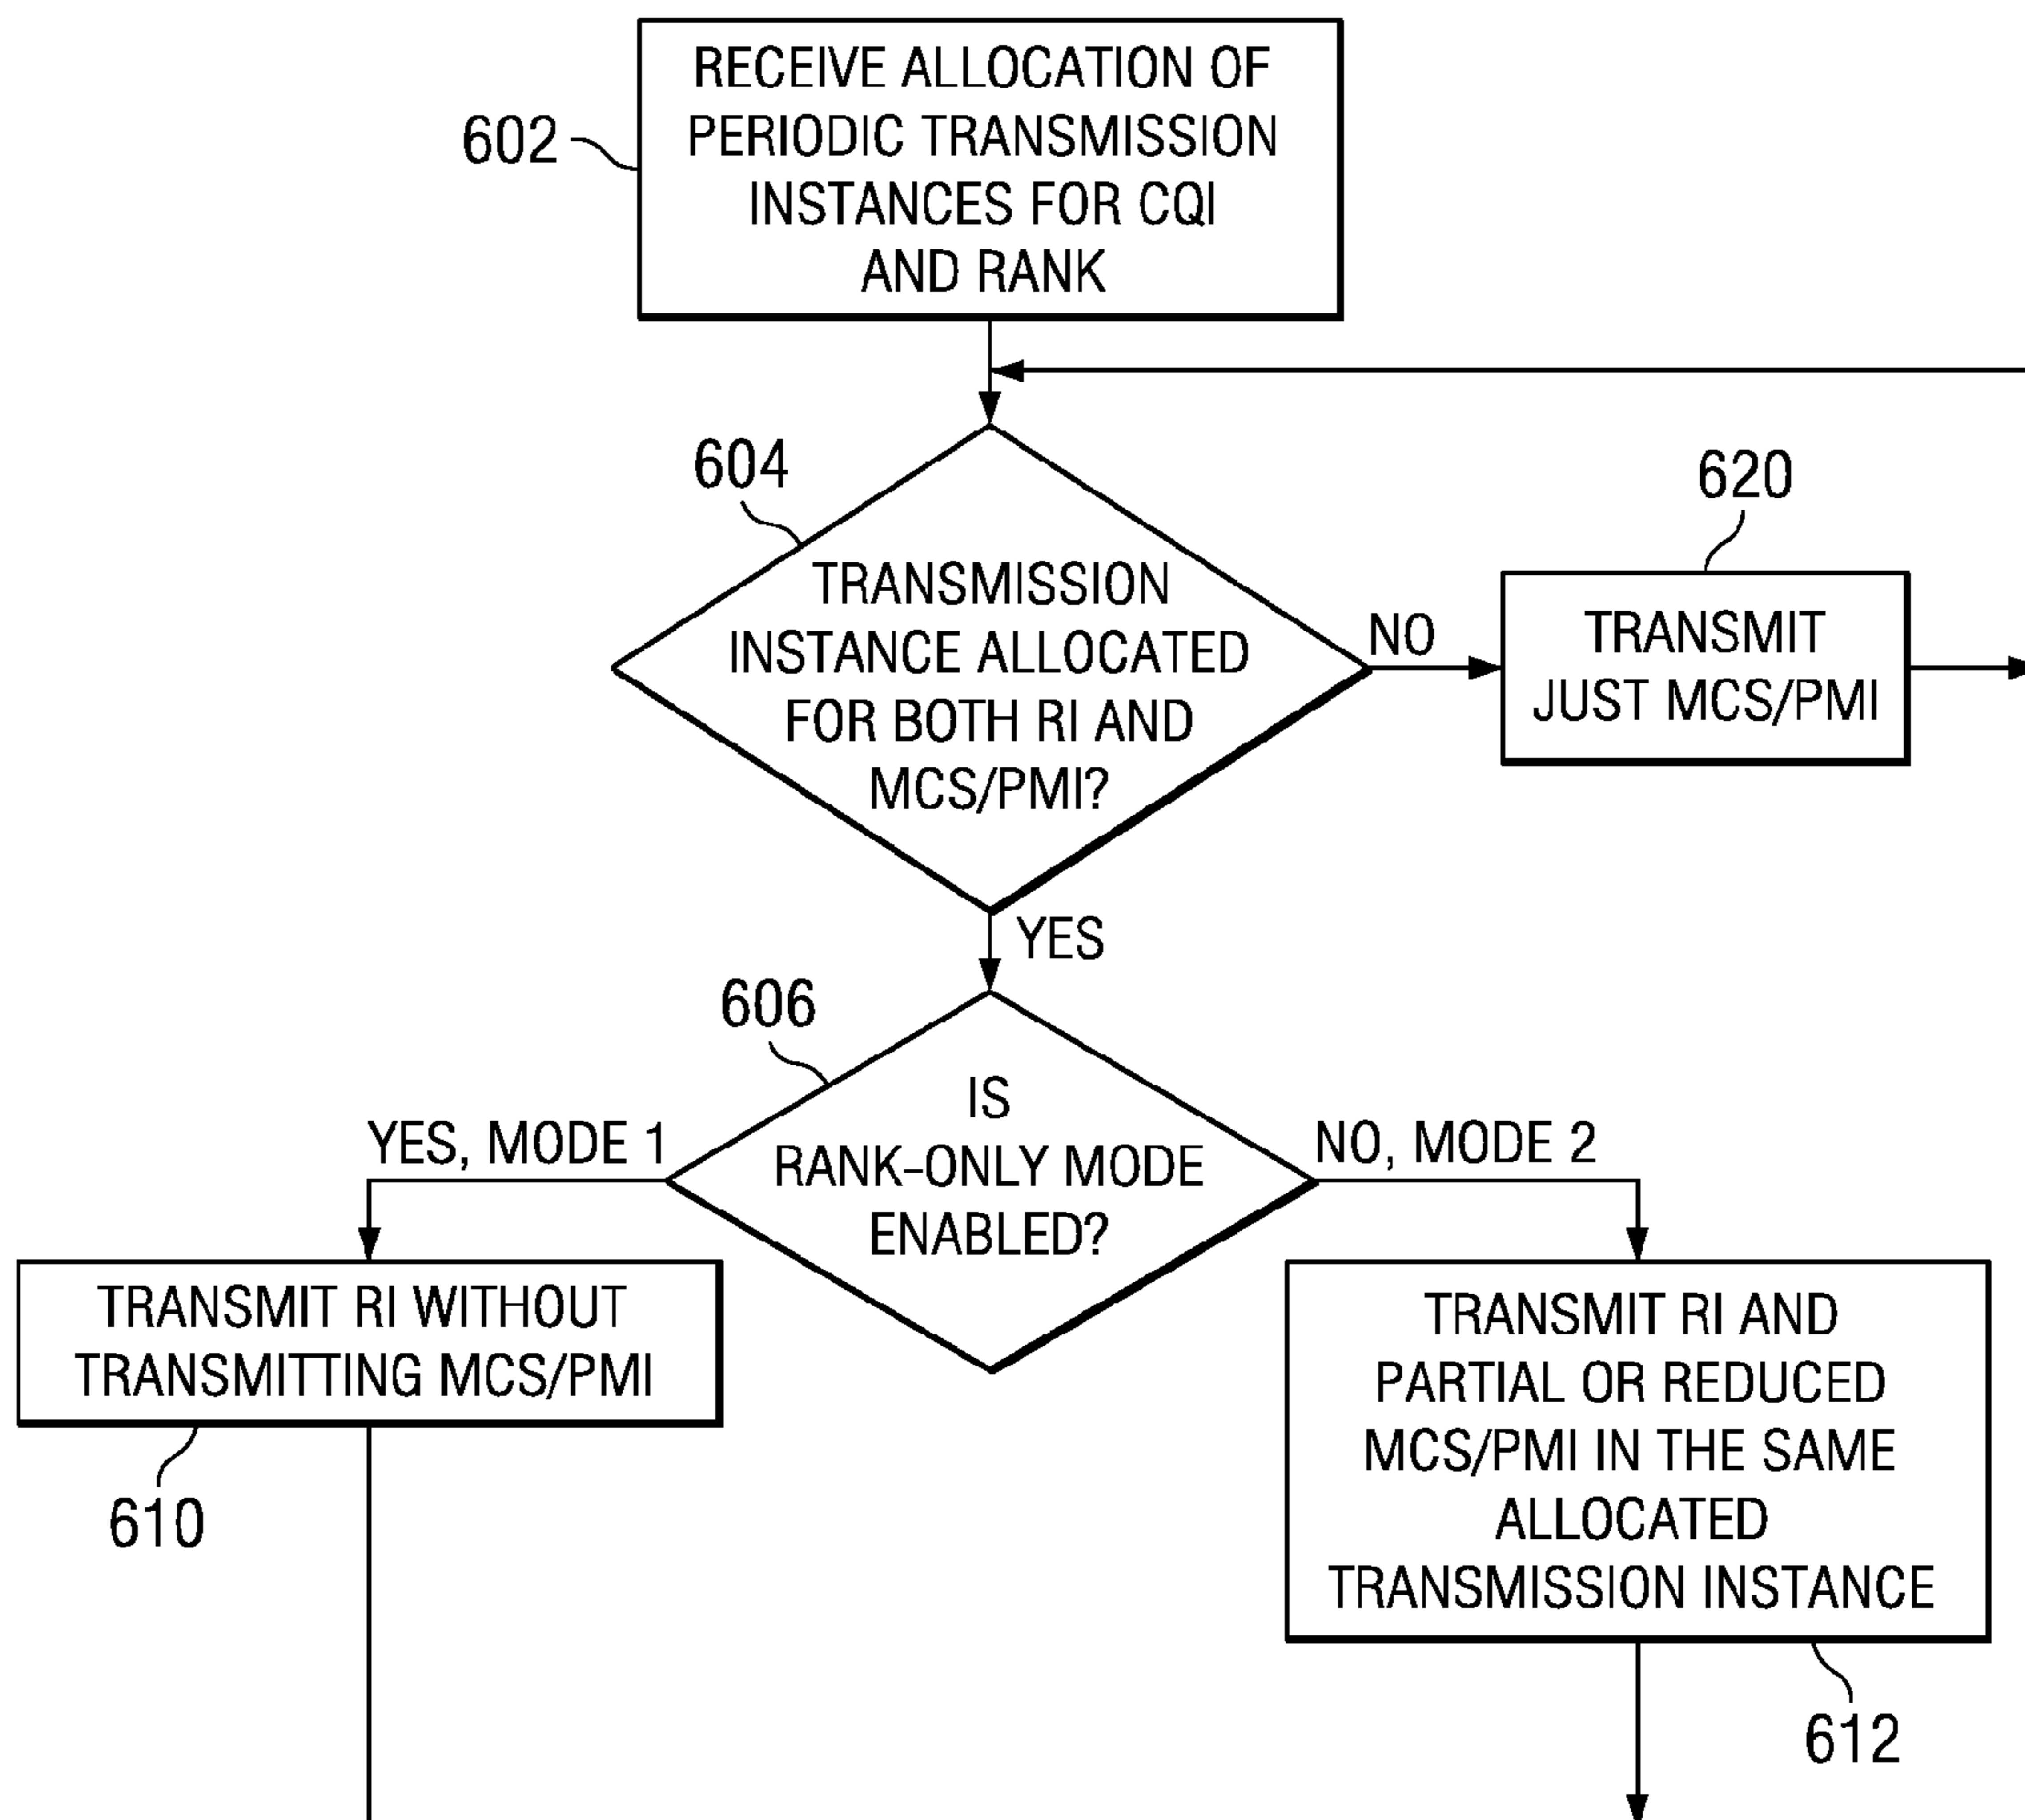 RECEIVE ALLOCATION OF
PERIODIC TRANSMISSION
INSTANCES FOR CQI
AND RANK
602
604
TRANSMISSION
INSTANCE ALLOCATED
FOR BOTH RI AND
MCS/PMI?
NO
620
TRANSMIT
JUST MCS/PMI
YES
606
IS
RANK-ONLY MODE
ENABLED?
YES, MODE 1
NO, MODE 2
TRANSMIT RI WITHOUT
TRANSMITTING MCS/PMI
610
TRANSMIT RI AND
PARTIAL OR REDUCED
MCS/PMI IN THE SAME
ALLOCATED
TRANSMISSION INSTANCE
612